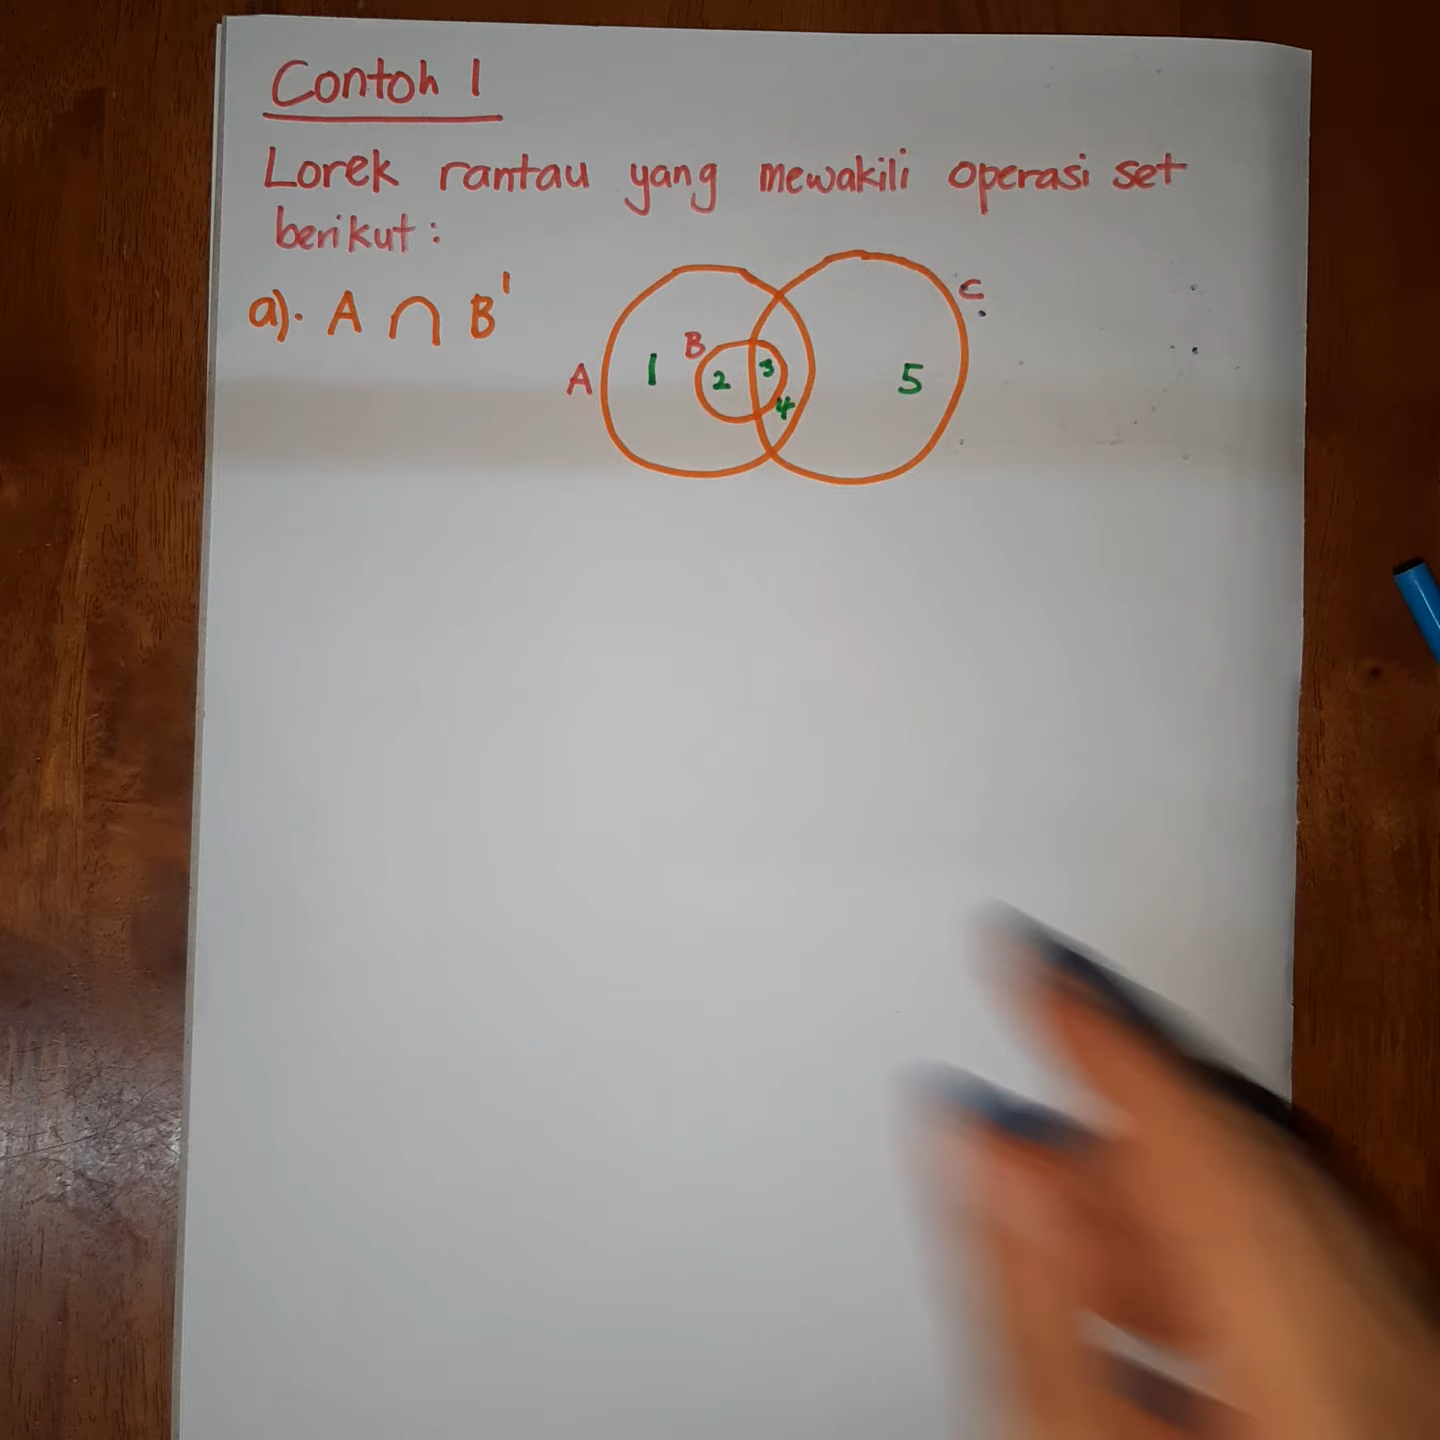 Contoh 1
Lorek rantau yang mewakili operasi set
berikut:
a). A ∩ B'
C
B
A 1 2 3 5
4